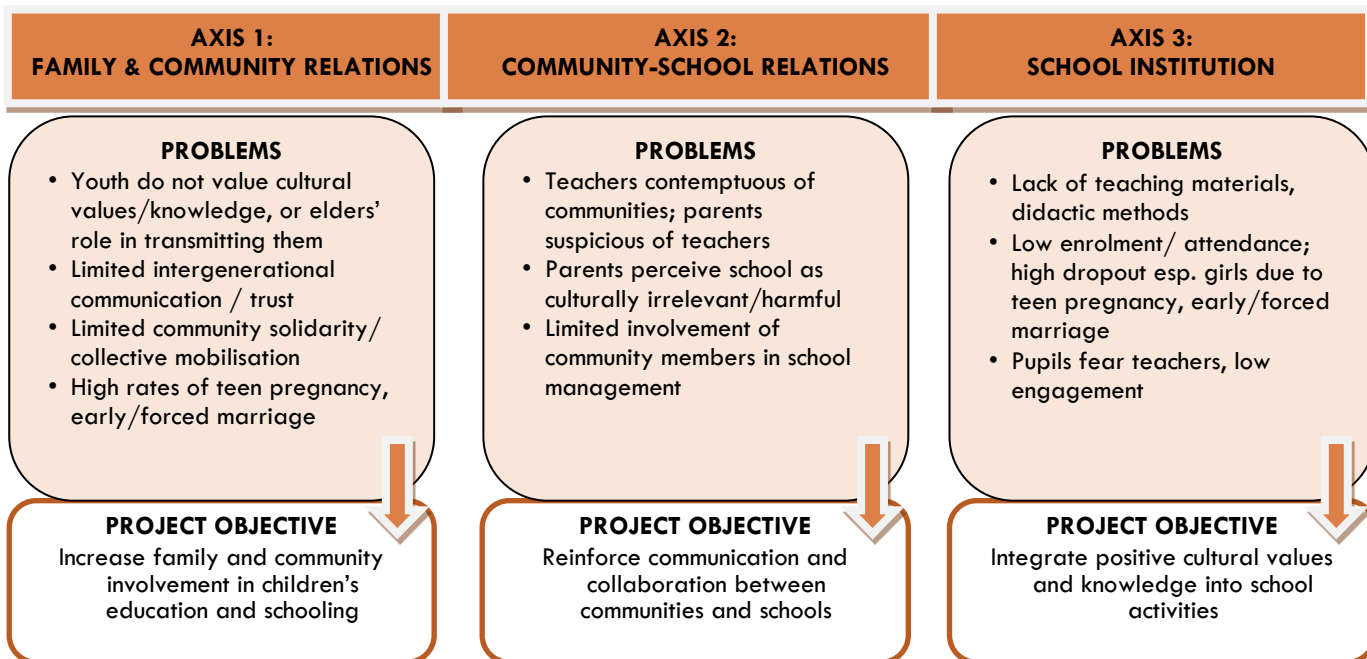 AXIS 1:
FAMILY & COMMUNITY RELATIONS
AXIS 2:
COMMUNITY-SCHOOL RELATIONS
AXIS 3:
SCHOOL INSTITUTION
PROBLEMS
• Youth do not value cultural
values/knowledge, or elders’
role in transmitting them
• Limited intergenerational
communication / trust
• Limited community solidarity/
collective mobilisation
• High rates of teen pregnancy,
early/forced marriage
PROJECT OBJECTIVE
Increase family and community
involvement in children’s
education and schooling
PROBLEMS
• Teachers contemptuous of
communities; parents
suspicious of teachers
• Parents perceive school as
culturally irrelevant/harmful
• Limited involvement of
community members in school
management
PROJECT OBJECTIVE
Reinforce communication and
collaboration between
communities and schools
PROBLEMS
• Lack of teaching materials,
didactic methods
• Low enrolment/ attendance;
high dropout esp. girls due to
teen pregnancy, early/forced
marriage
• Pupils fear teachers, low
engagement
PROJECT OBJECTIVE
Integrate positive cultural values
and knowledge into school
activities